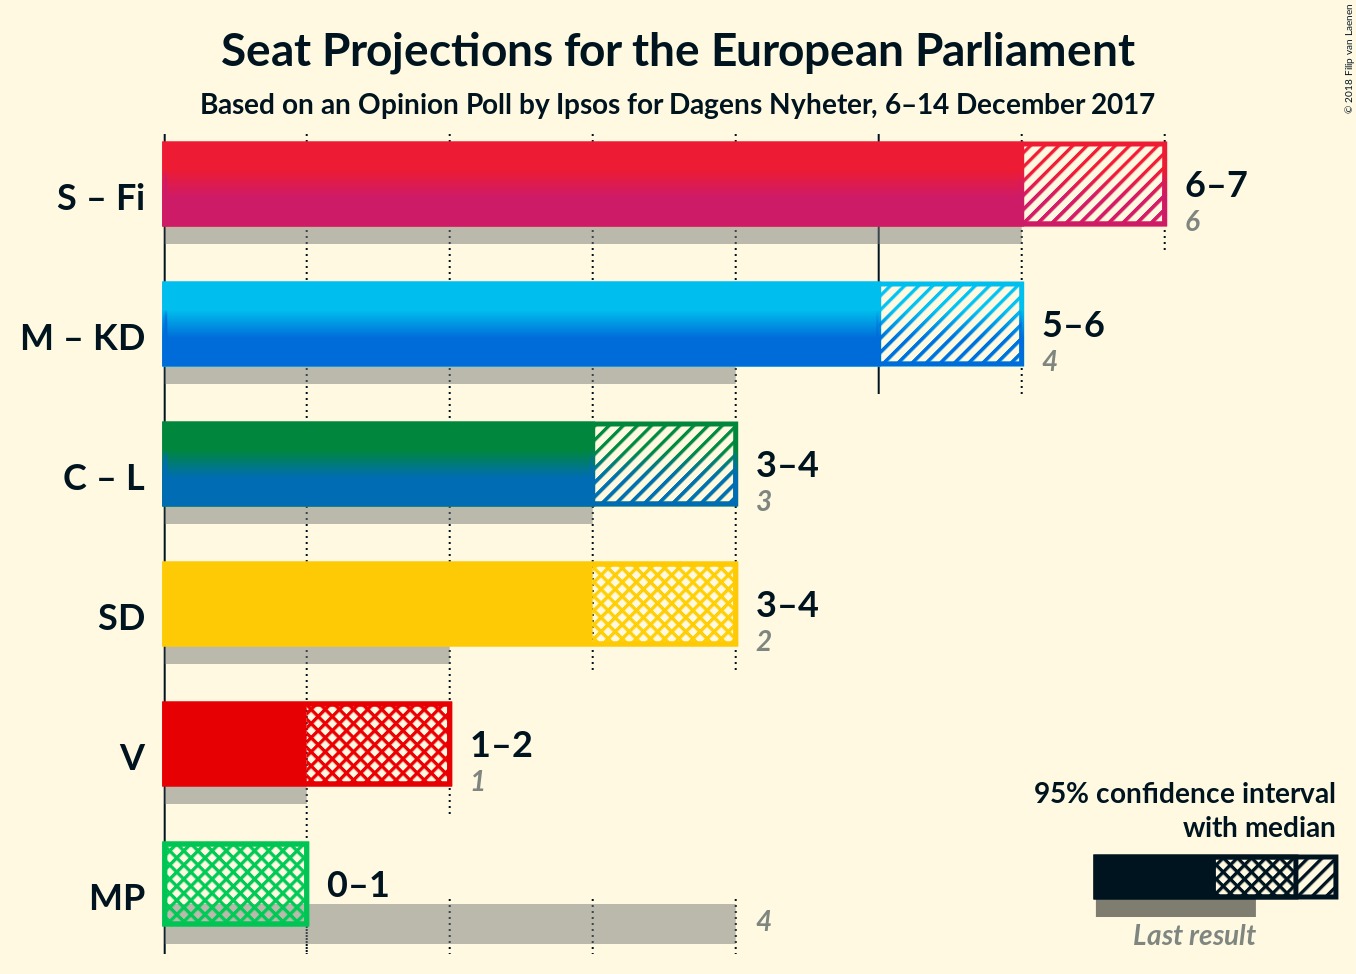 Seat Projections for the European Parliament
Based on an Opinion Poll by Ipsos for Dagens Nyheter, 6–14 December 2017
© 2018 Filip van Laenen
S – Fi
6–7
6
M – KD
5–6
4
C – L
3–4
3
SD
3–4
2
V
1–2
1
MP
0–1
4
95% confidence interval
with median
Last result